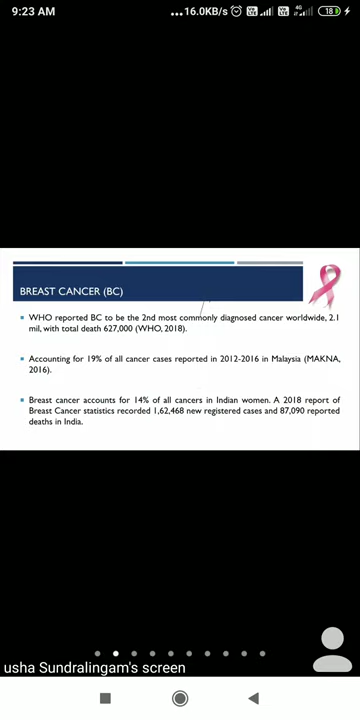 9:23 AM
...16.0KB/s
4G
18
BREAST CANCER (BC)
WHO reported BC to be the 2nd most commonly diagnosed cancer worldwide, 2.1
mil, with total death 627,000 (WHO, 2018).
Accounting for 19% of all cancer cases reported in 2012-2016 in Malaysia (MAKNA,
2016).
Breast cancer accounts for 14% of all cancers in Indian women. A 2018 report of
Breast Cancer statistics recorded 1,62,468 new registered cases and 87,090 reported
deaths in India.
usha Sundralingam's screen